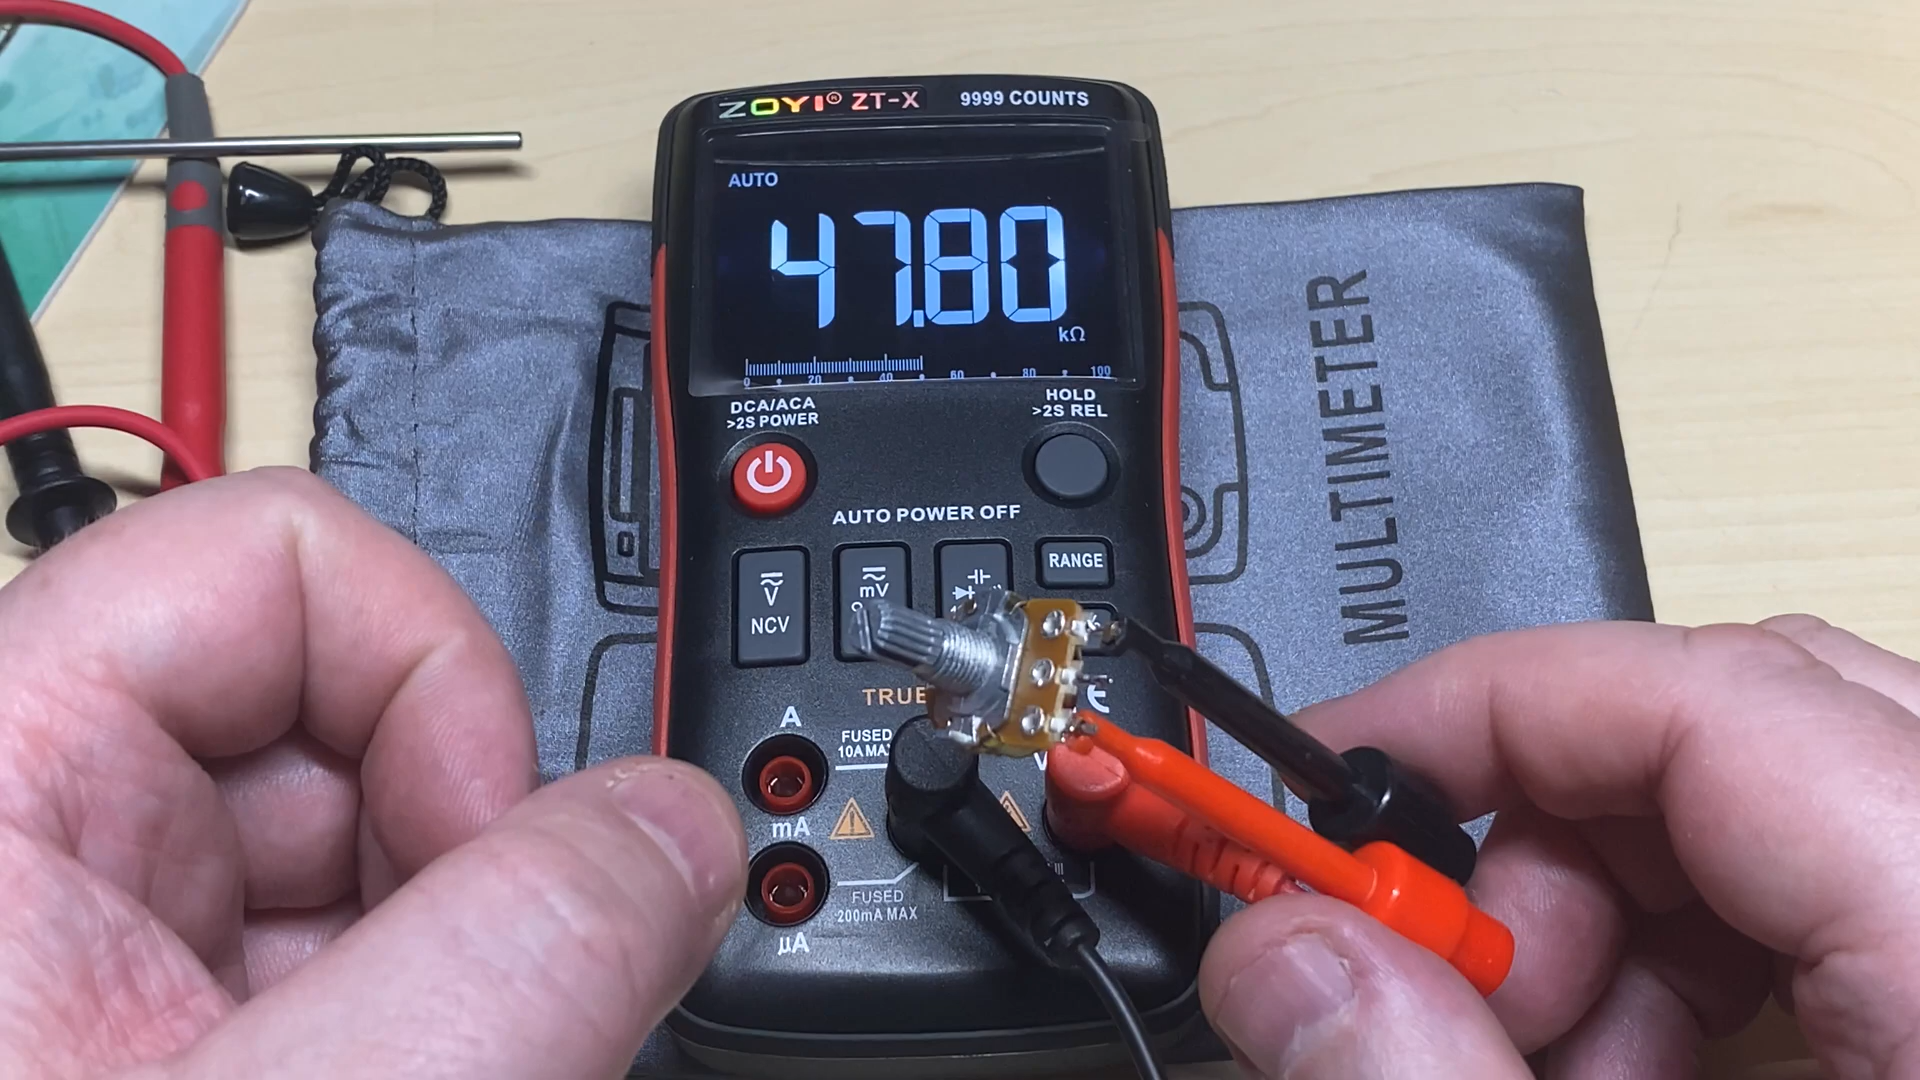 ZOYI® ZT-X 9999 COUNTS
AUTO
47.80
kΩ
0 20 40 60 80 100
DCA/ACA
>2S POWER
HOLD
>2S REL
AUTO POWER OFF
V
NCV
mV
RANGE
TRUE
A
FUSED
10A MAX
mA
FUSED
200mA MAX
µA
MULTIMETER